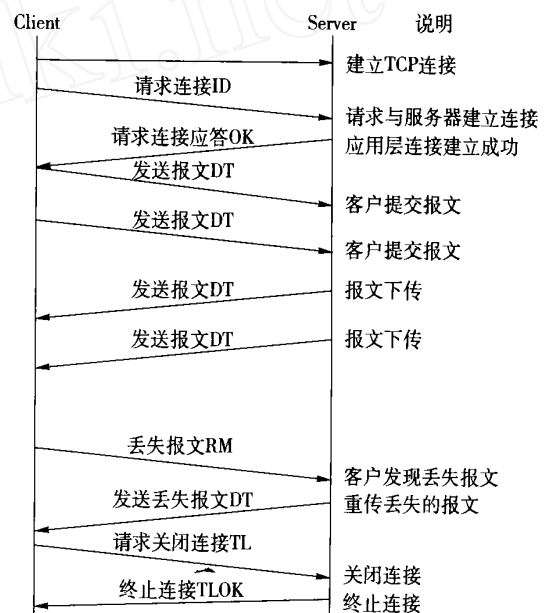 Client Server 说明
建立TCP连接
请求连接ID
请求与服务器建立连接
请求连接应答OK
应用层连接建立成功
发送报文DT
客户提交报文
发送报文DT
客户提交报文
发送报文DT 报文下传
发送报文DT 报文下传
丢失报文RM
客户发现丢失报文
发送丢失报文DT 重传丢失的报文
请求关闭连接TL
关闭连接
终止连接TLOK
终止连接